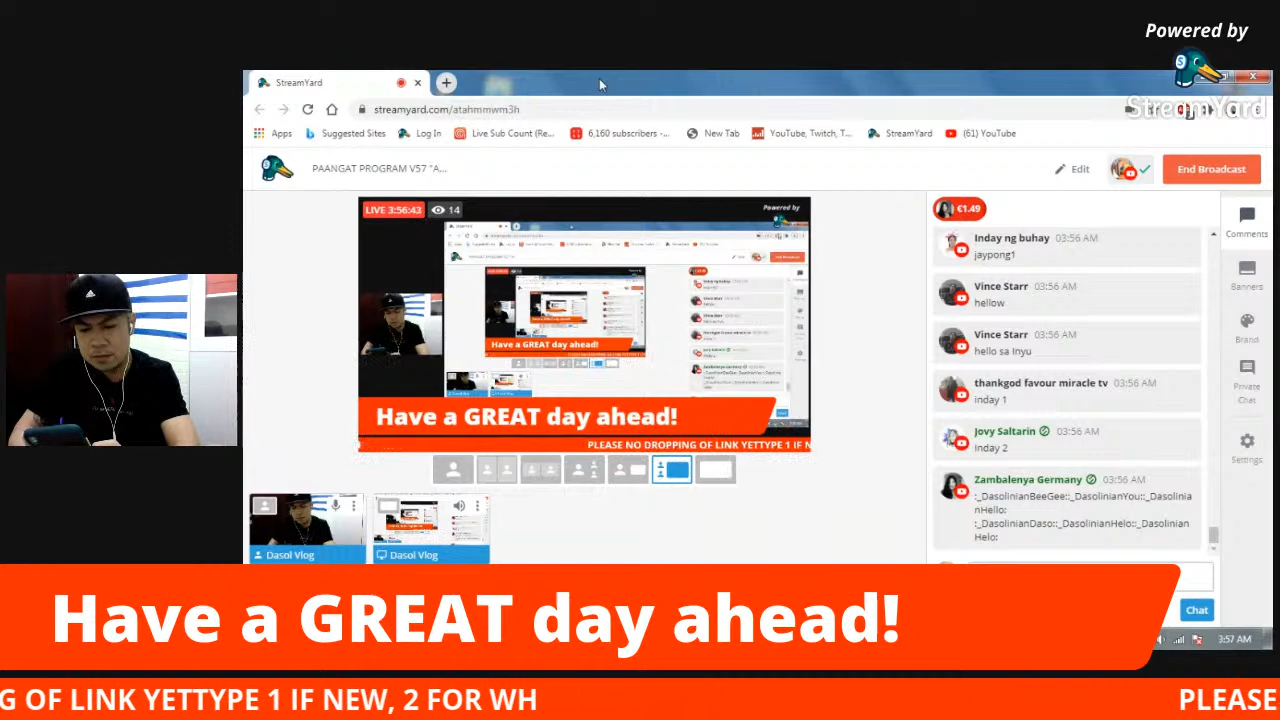 Powered by
StreamYard
StreamYard
streamyard.com/atahmmwm3h
Apps
Suggested Sites
Log In
Live Sub Count (Re...
6,160 subscribers -...
New Tab
YouTube, Twitch, T...
StreamYard
(61) YouTube
PAANGAT PROGRAM V57 "A...
Edit
End Broadcast
LIVE 3:56:43
14
Powered by
Have a GREAT day ahead!
Have a GREAT day ahead!
PLEASE NO DROPPING OF LINK YETTYPE 1 IF N
Dasol Vlog
Dasol Vlog
€1.49
Inday ng buhay 03:56 AM
jaypong1
Vince Starr 03:56 AM
hellow
Vince Starr 03:56 AM
hello sa Inyu
thankgod favour miracle tv 03:56 AM
inday 1
Jovy Saltarin 03:56 AM
Inday 2
Zambalenya Germany 03:56 AM
:_DasolinianBeeGee::_DasolinianYou::_Dasolinia
nHello:
:_DasolinianDaso::_DasolinianHelo::_Dasolinian
Helo:
Comments
Banners
Brand
Private
Chat
Settings
Chat
3:57 AM
Have a GREAT day ahead!
G OF LINK YETTYPE 1 IF NEW, 2 FOR WH
PLEASE